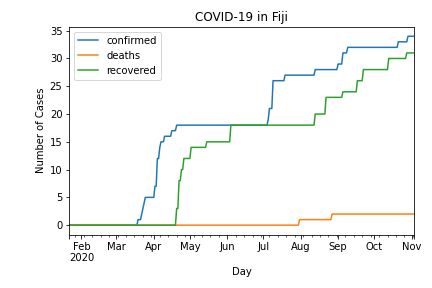 COVID-19 in Fiji
confirmed
deaths
recovered
Number of Cases
35
30
25
20
15
10
5
0
Feb Mar Apr May Jun Jul Aug Sep Oct Nov
2020
Day